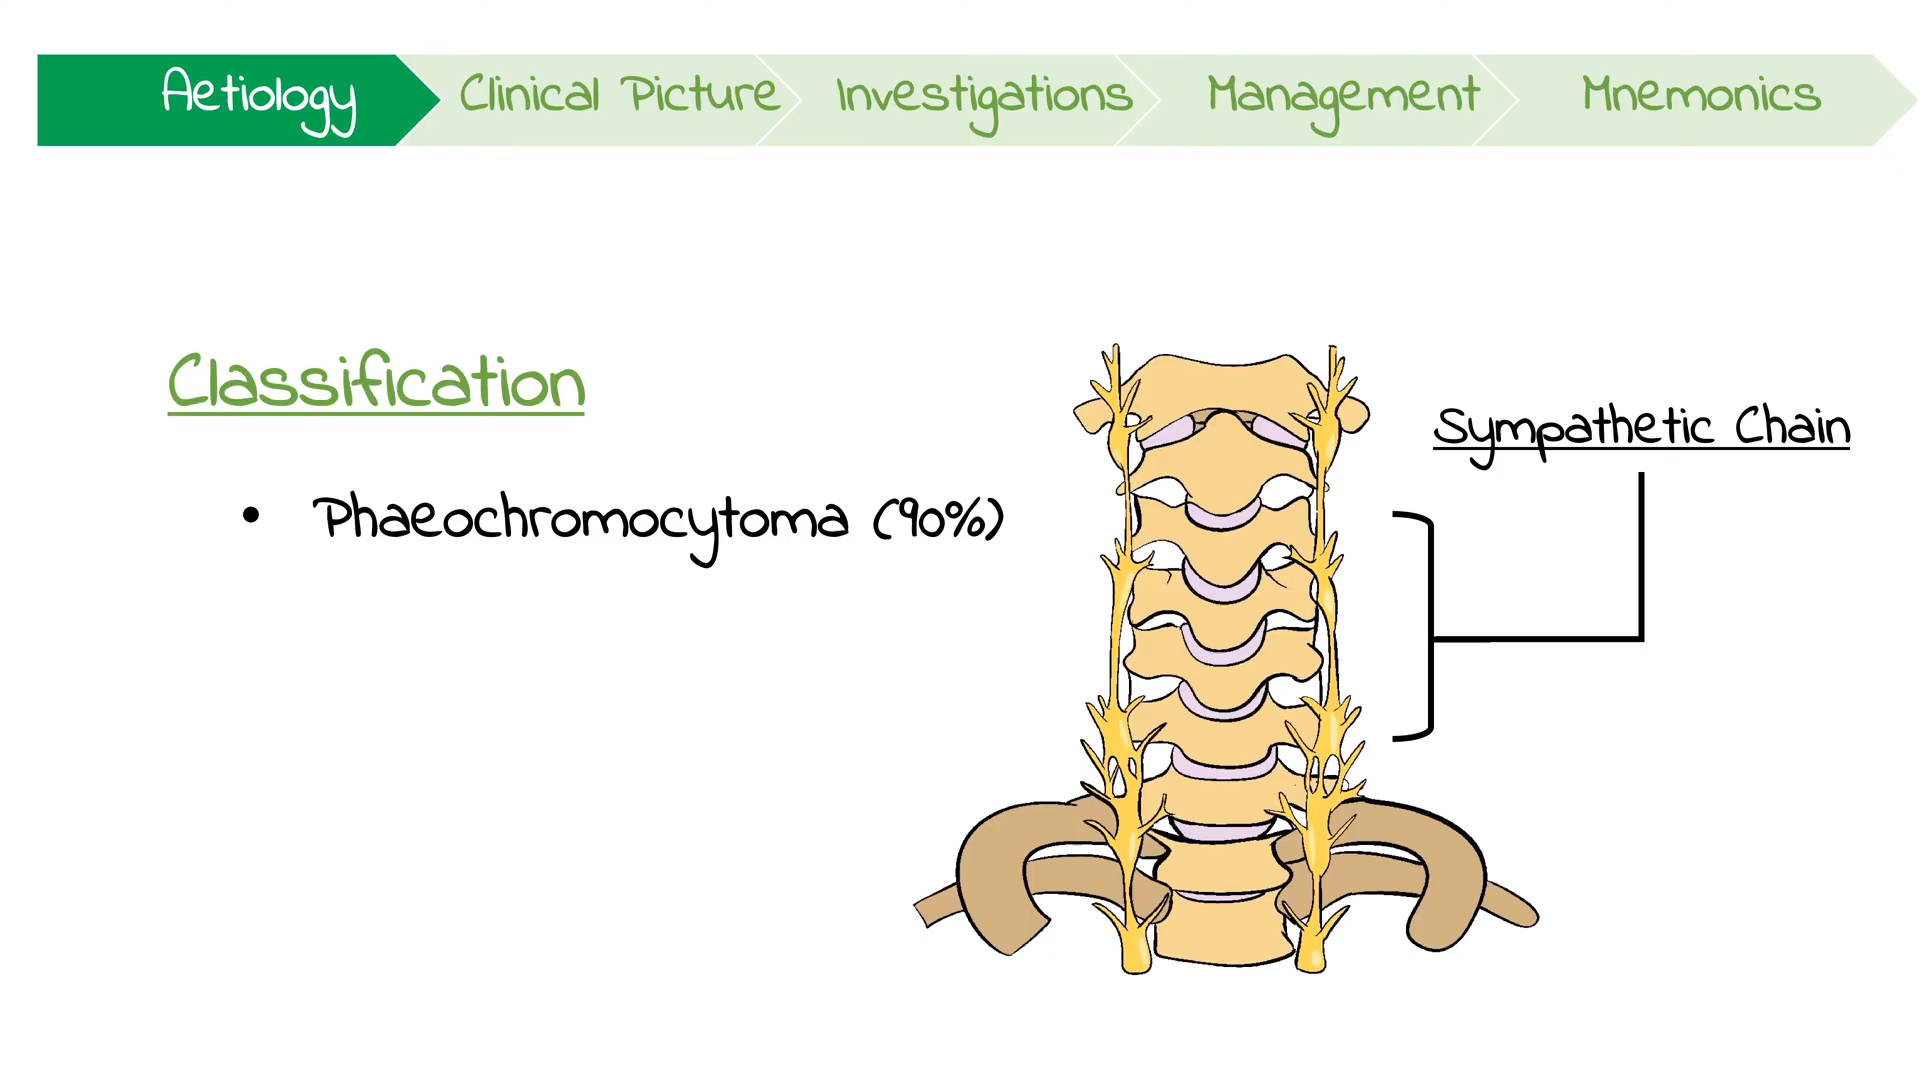 Aetiology
Clinical Picture
Investigations
Management
Mnemonics
Classification
• Phaeochromocytoma (90%)
Sympathetic Chain